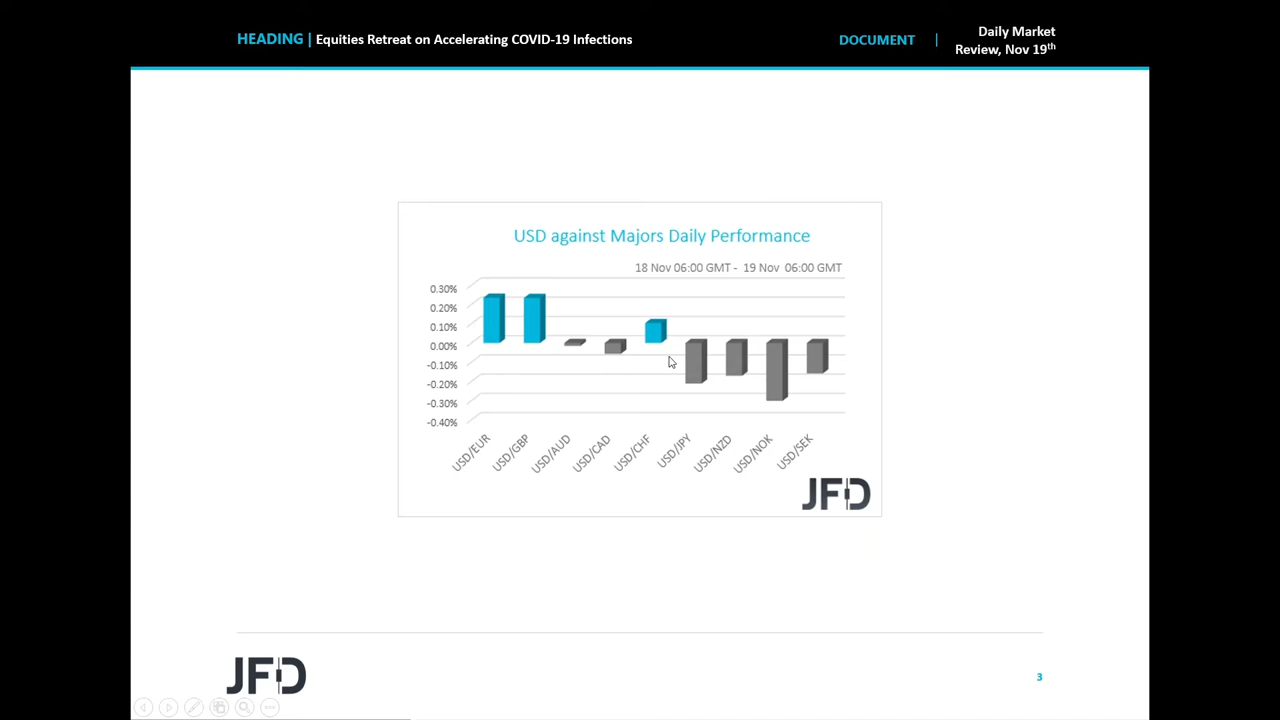 HEADING | Equities Retreat on Accelerating COVID-19 Infections
DOCUMENT |
Daily Market
Review, Nov 19th
USD against Majors Daily Performance
18 Nov 06:00 GMT - 19 Nov 06:00 GMT
0.30%
0.20%
0.10%
0.00%
-0.10%
-0.20%
-0.30%
-0.40%
USD/EUR
USD/GBP
USD/AUD
USD/CAD
USD/CHF
USD/JPY
USD/NZD
USD/NOK
USD/SEK
JFD
JFD
3